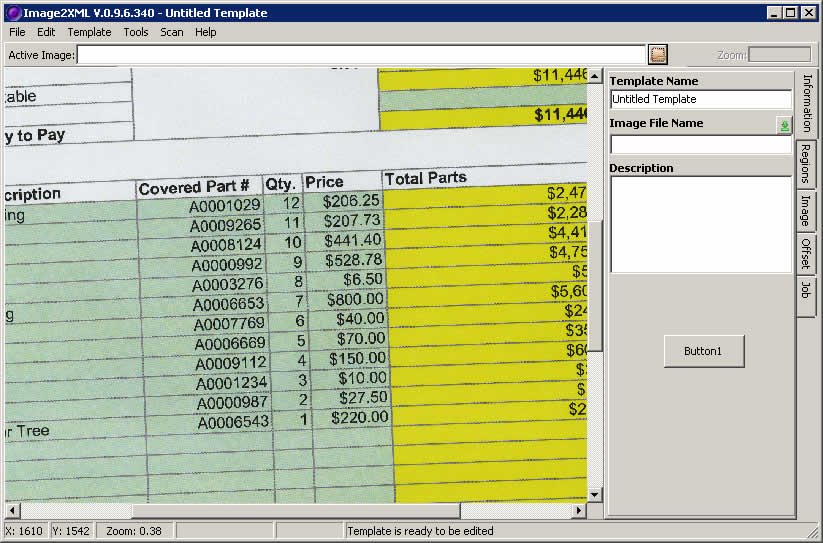 Image2XML V.0.9.6.340 - Untitled Template
File Edit Template Tools Scan Help
Active Image: Zoom:
$11,446
table
$11,446
y to Pay
cription Covered Part # Qty. Price Total Parts
ing A0001029 12 $206.25 $2,47
A0009265 11 $207.73 $2,28
A0008124 10 $441.40 $4,41
A0000992 9 $528.78 $4,75
A0003276 8 $6.50 $5
g A0006653 7 $800.00 $5,60
A0007769 6 $40.00 $24
A0006669 5 $70.00 $35
A0009112 4 $150.00 $60
A0001234 3 $10.00 $
A0000987 2 $27.50 $
or Tree A0006543 1 $220.00 $2
Template Name
Untitled Template
Image File Name
Description
Button1
Information
Regions
Image
Offset
Job
X: 1610 Y: 1542 Zoom: 0.38 Template is ready to be edited